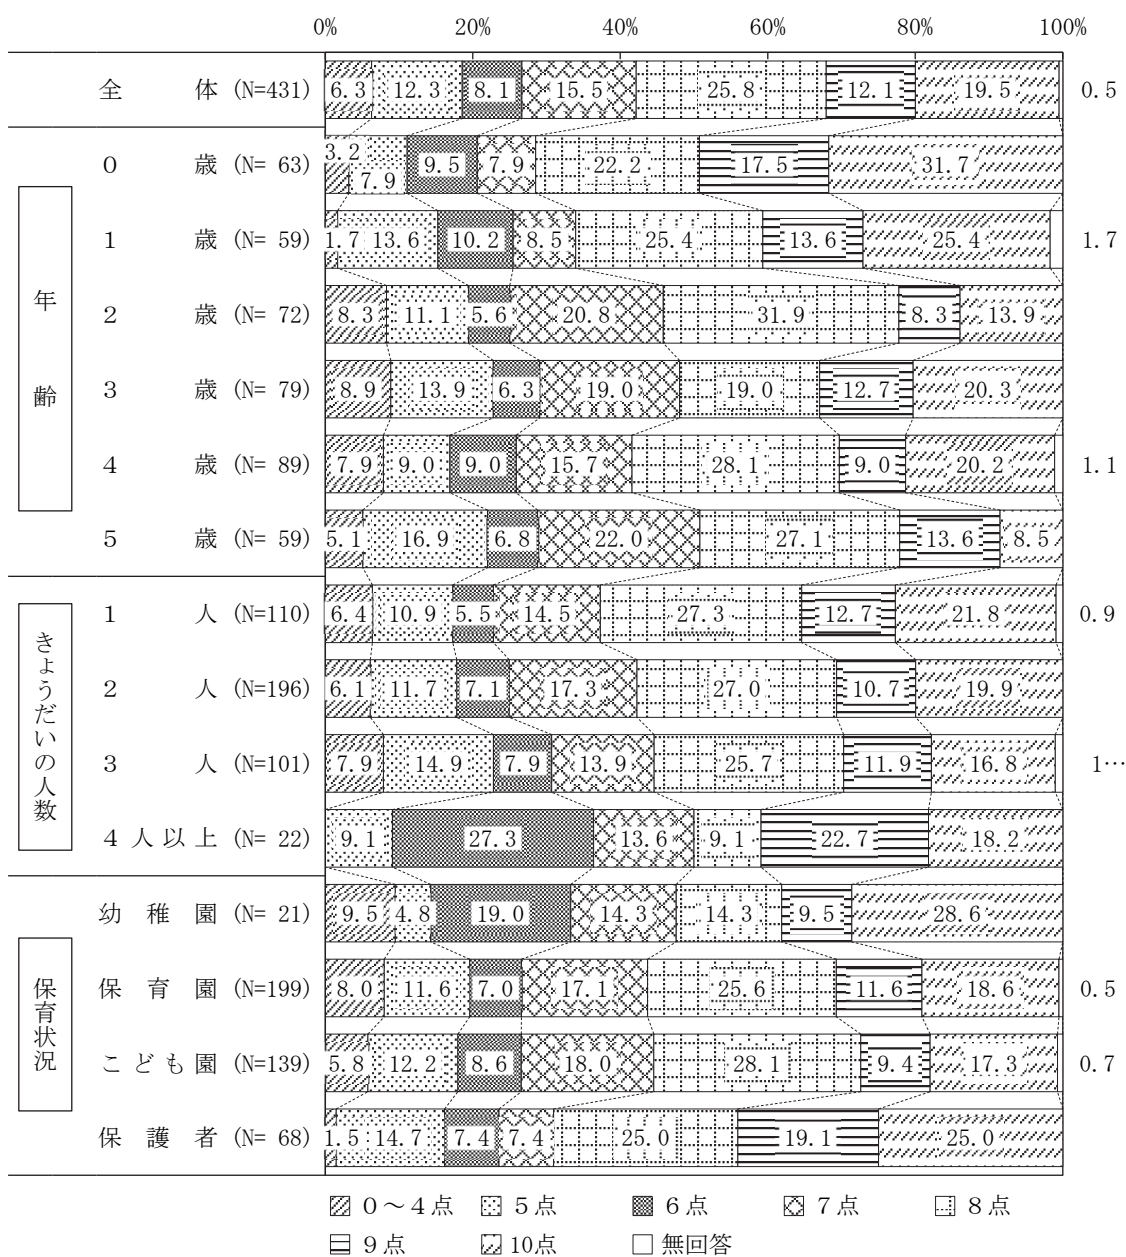 0% 20% 40% 60% 80% 100%
全 体 (N=431) 6.3 12.3 8.1 15.5 25.8 12.1 19.5 0.5
年齢
0 歳 (N= 63) 3.2 7.9 9.5 7.9 22.2 17.5 31.7
1 歳 (N= 59) 1.7 13.6 10.2 8.5 25.4 13.6 25.4 1.7
2 歳 (N= 72) 8.3 11.1 5.6 20.8 31.9 8.3 13.9
3 歳 (N= 79) 8.9 13.9 6.3 19.0 19.0 12.7 20.3
4 歳 (N= 89) 7.9 9.0 9.0 15.7 28.1 9.0 20.2 1.1
5 歳 (N= 59) 5.1 16.9 6.8 22.0 27.1 13.6 8.5
きょうだいの人数
1 人 (N=110) 6.4 10.9 5.5 14.5 27.3 12.7 21.8 0.9
2 人 (N=196) 6.1 11.7 7.1 17.3 27.0 10.7 19.9
3 人 (N=101) 7.9 14.9 7.9 13.9 25.7 11.9 16.8 1…
4 人 以 上 (N= 22) 9.1 27.3 13.6 9.1 22.7 18.2
保育状況
幼 稚 園 (N= 21) 9.5 4.8 19.0 14.3 14.3 9.5 28.6
保 育 園 (N=199) 8.0 11.6 7.0 17.1 25.6 11.6 18.6 0.5
こ ど も 園 (N=139) 5.8 12.2 8.6 18.0 28.1 9.4 17.3 0.7
保 護 者 (N= 68) 1.5 14.7 7.4 7.4 25.0 19.1 25.0
０～４点 ５点 ６点 ７点 ８点
９点 10点 無回答